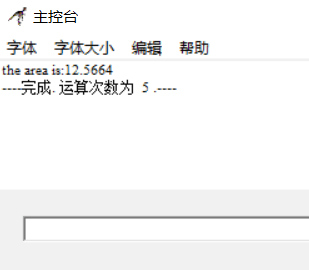 主控台
字体 字体大小 编辑 帮助
the area is:12.5664
----完成. 运算次数为 5 .----